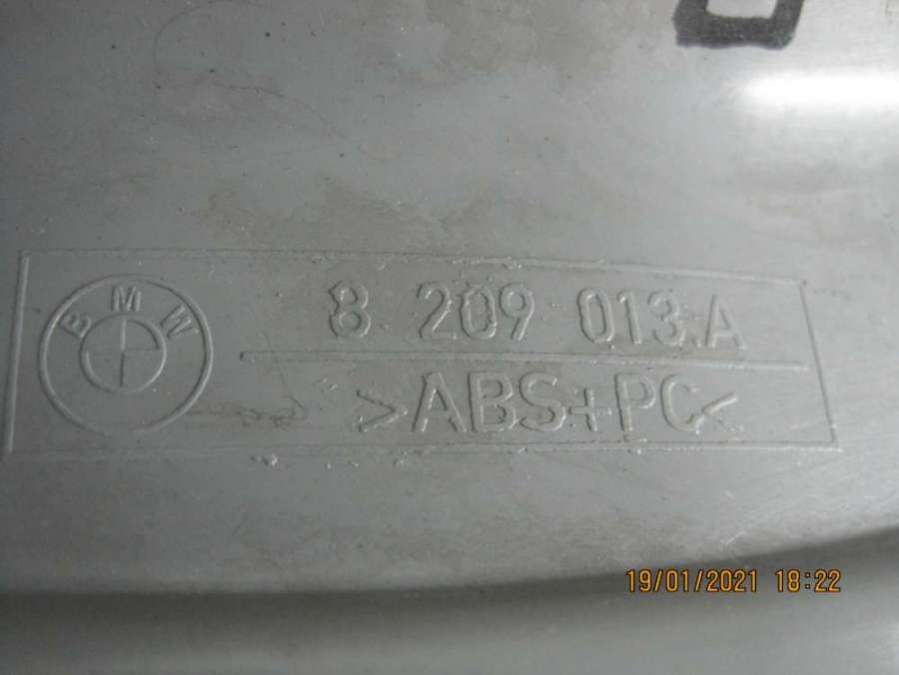 BMW
8 209 013.A
>ABS+PC<
19/01/2021 18:22